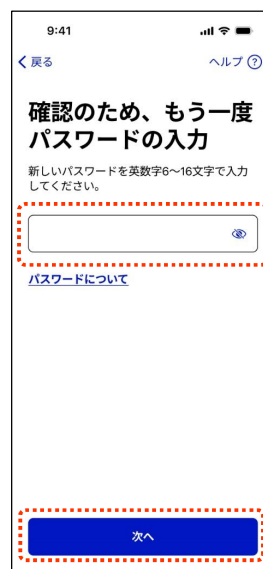 9:41
戻る
ヘルプ ?
確認のため、もう一度
パスワードの入力
新しいパスワードを英数字6〜16文字で入力
してください。
パスワードについて
次へ